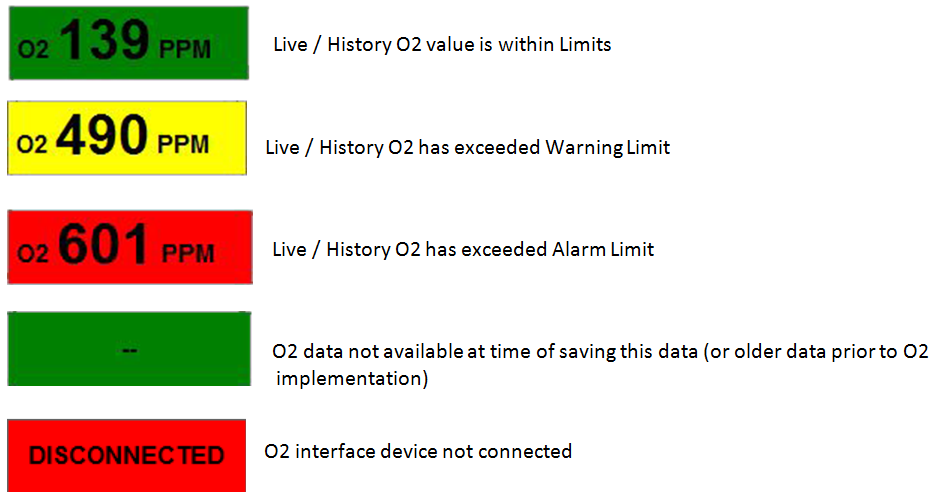 O2 139 PPM Live / History O2 value is within Limits
O2 490 PPM Live / History O2 has exceeded Warning Limit
O2 601 PPM Live / History O2 has exceeded Alarm Limit
-- O2 data not available at time of saving this data (or older data prior to O2
implementation)
DISCONNECTED O2 interface device not connected